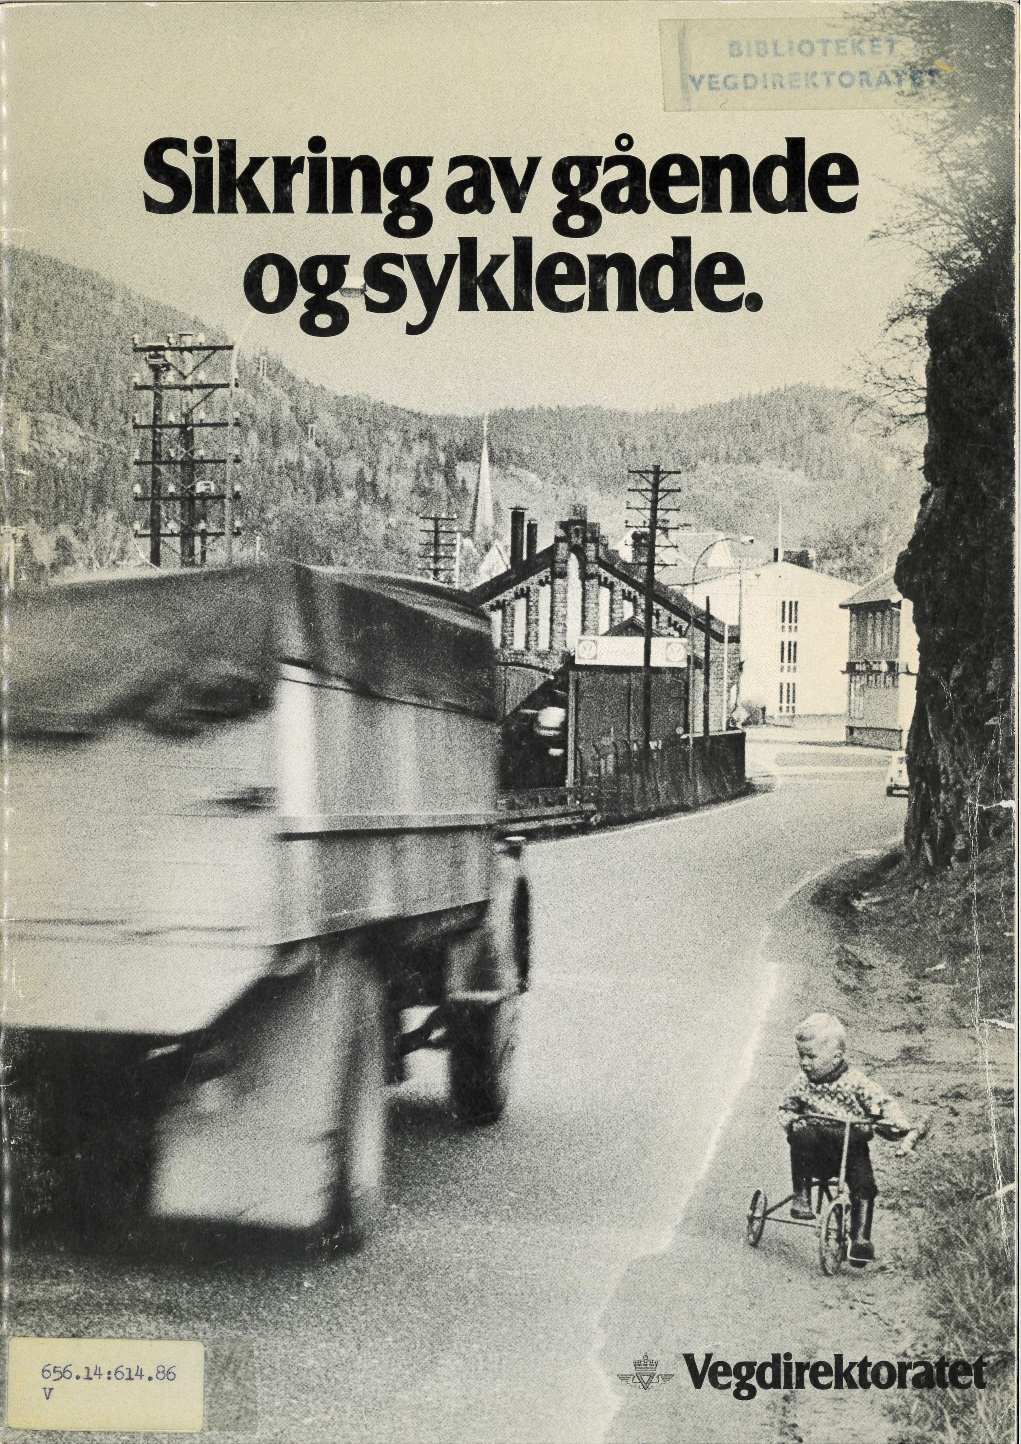 BIBLIOTEKET
VEGDIREKTORATET
Sikring av gående
og syklende.
656.14:614.86
V
Vegdirektoratet